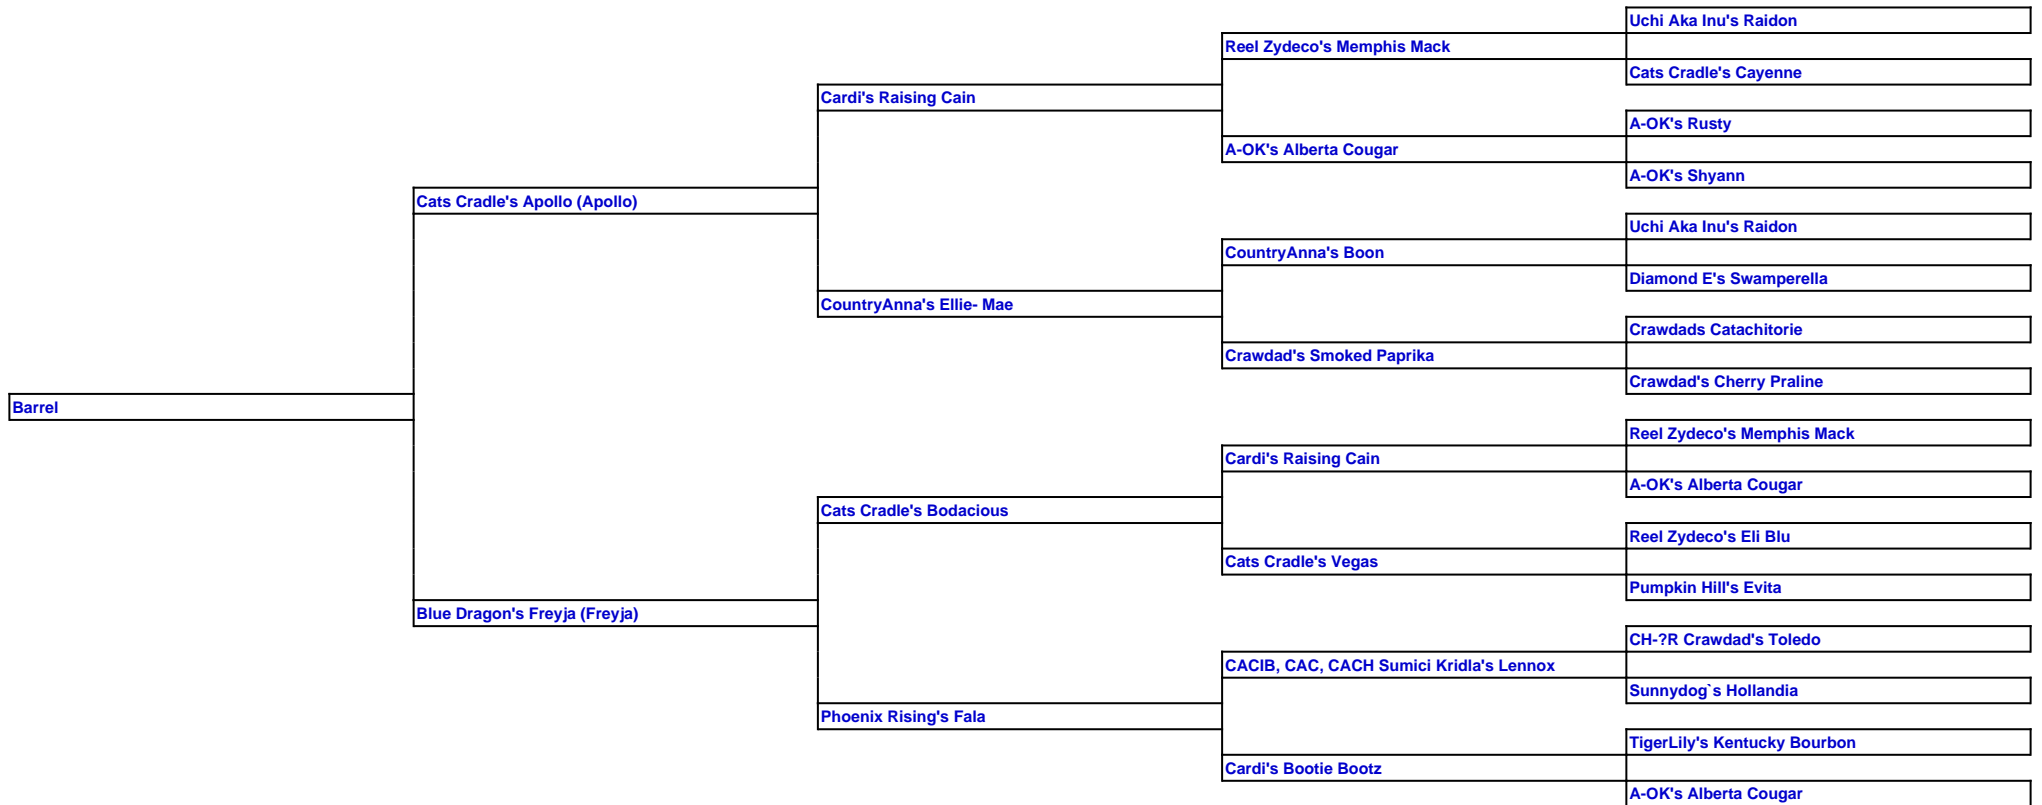 Uchi Aka Inu's Raidon
Reel Zydeco's Memphis Mack
Cats Cradle's Cayenne
Cardi's Raising Cain
A-OK's Rusty
A-OK's Alberta Cougar
A-OK's Shyann
Cats Cradle's Apollo (Apollo)
Uchi Aka Inu's Raidon
CountryAnna's Boon
Diamond E's Swamperella
CountryAnna's Ellie- Mae
Crawdads Catachitorie
Crawdad's Smoked Paprika
Crawdad's Cherry Praline
Barrel
Reel Zydeco's Memphis Mack
Cardi's Raising Cain
A-OK's Alberta Cougar
Cats Cradle's Bodacious
Reel Zydeco's Eli Blu
Cats Cradle's Vegas
Pumpkin Hill's Evita
Blue Dragon's Freyja (Freyja)
CH-?R Crawdad's Toledo
CACIB, CAC, CACH Sumici Kridla's Lennox
Sunnydog`s Hollandia
Phoenix Rising's Fala
TigerLily's Kentucky Bourbon
Cardi's Bootie Bootz
A-OK's Alberta Cougar